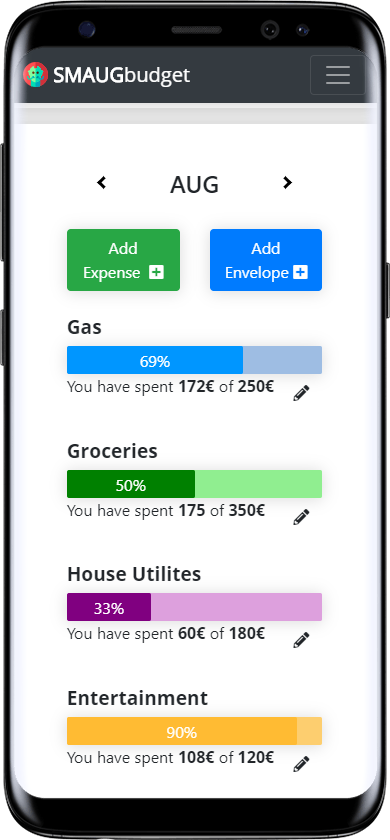 SMAUGbudget
AUG
Add
Expense
Add
Envelope
Gas
69%
You have spent 172€ of 250€
Groceries
50%
You have spent 175 of 350€
House Utilites
33%
You have spent 60€ of 180€
Entertainment
90%
You have spent 108€ of 120€